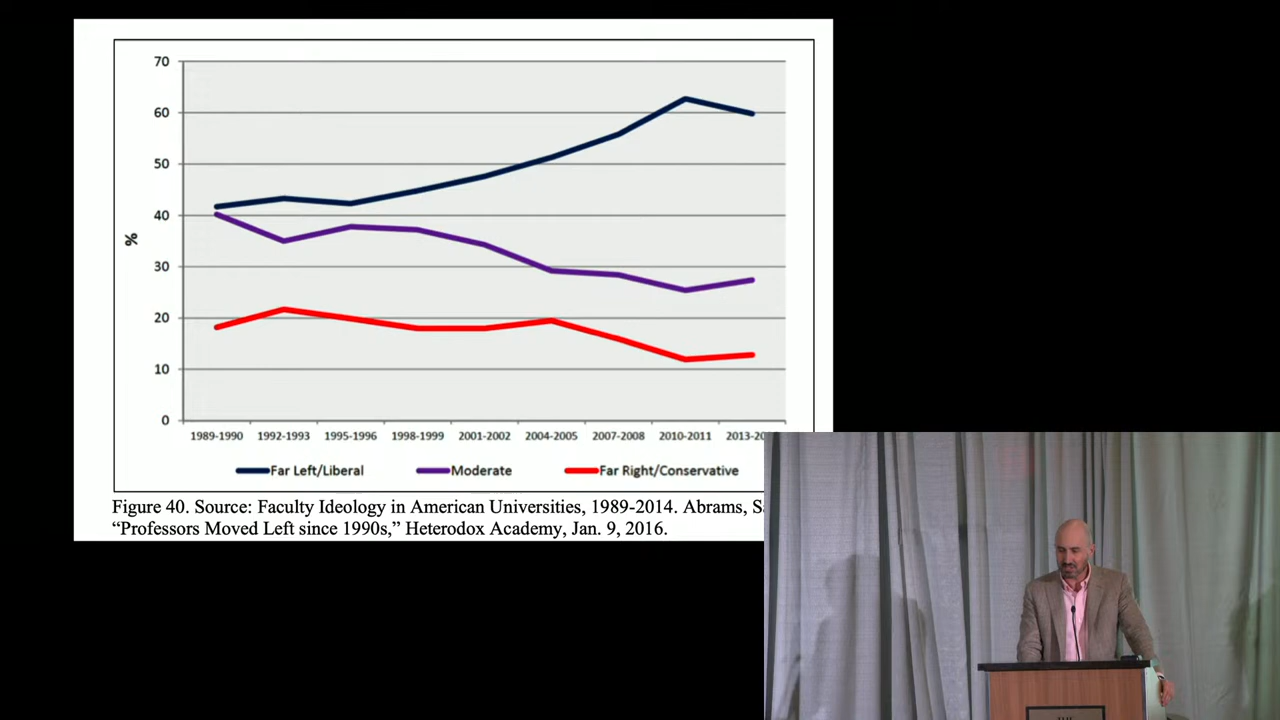 70
60
50
40
30
20
10
0
%
1989-1990 1992-1993 1995-1996 1998-1999 2001-2002 2004-2005 2007-2008 2010-2011
Far Left/Liberal Moderate Far Right/Conservative
Figure 40. Source: Faculty Ideology in American Universities, 1989-2014. Abrams,
“Professors Moved Left since 1990s,” Heterodox Academy, Jan. 9, 2016.